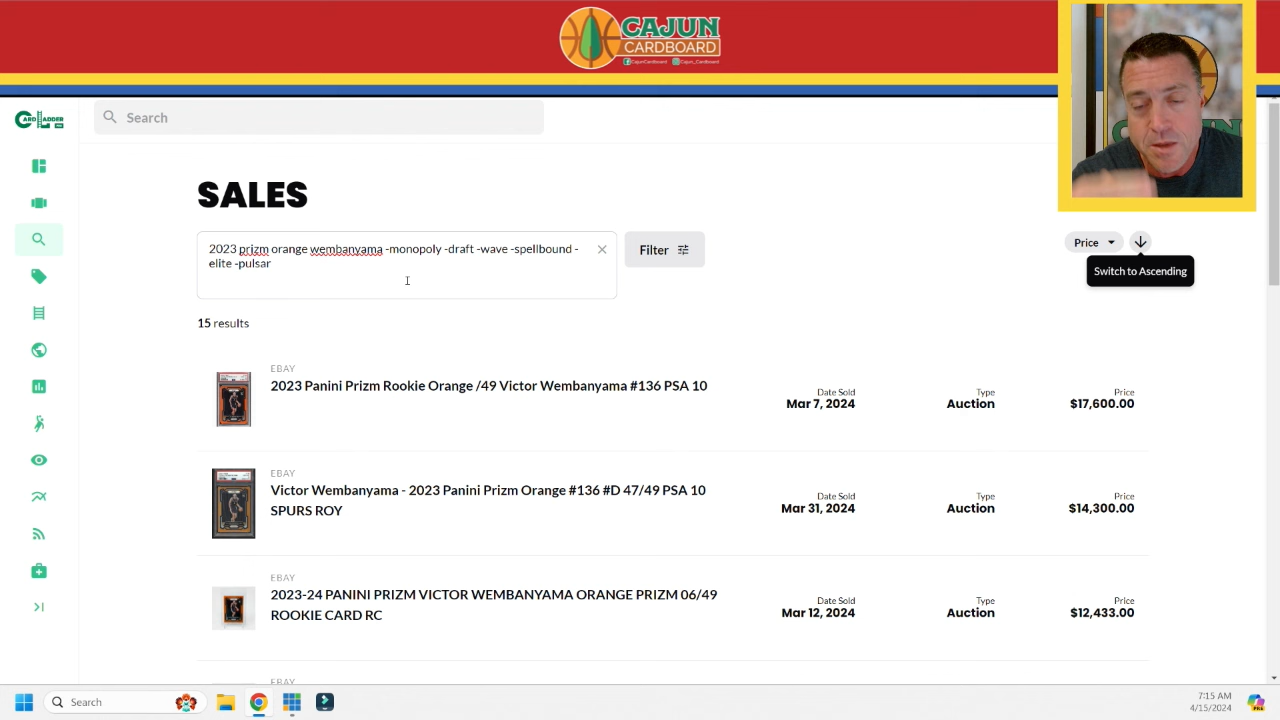 CAJUN
CARDBOARD
CajunCardboard Cajun_Cardboard
CARD LADDER
Search
SALES
2023 prizm orange wembanyama -monopoly -draft -wave -spellbound -
elite -pulsar
Filter
Price
Switch to Ascending
15 results
EBAY
2023 Panini Prizm Rookie Orange /49 Victor Wembanyama #136 PSA 10
Date Sold
Mar 7, 2024
Type
Auction
Price
$17,600.00
EBAY
Victor Wembanyama - 2023 Panini Prizm Orange #136 #D 47/49 PSA 10
SPURS ROY
Date Sold
Mar 31, 2024
Type
Auction
Price
$14,300.00
EBAY
2023-24 PANINI PRIZM VICTOR WEMBANYAMA ORANGE PRIZM 06/49
ROOKIE CARD RC
Date Sold
Mar 12, 2024
Type
Auction
Price
$12,433.00
EBAY
Search
7:15 AM
4/15/2024